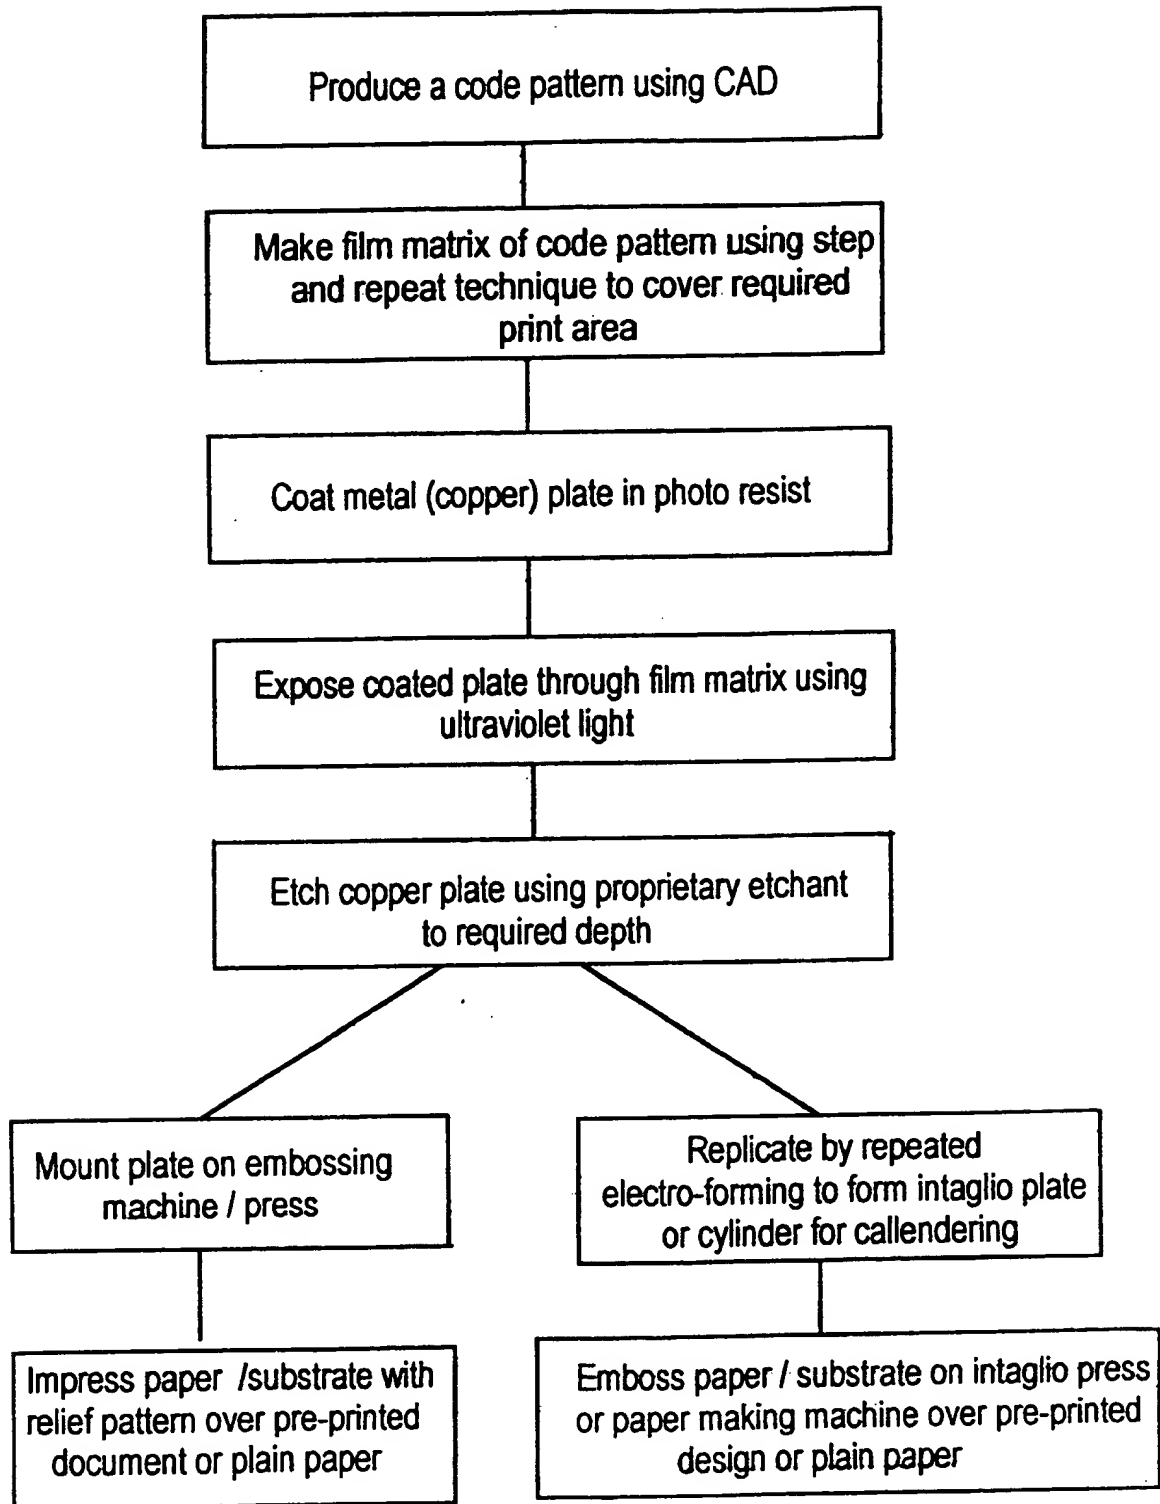 Produce a code pattern using CAD
Make film matrix of code pattern using step
and repeat technique to cover required
print area
Coat metal (copper) plate in photo resist
Expose coated plate through film matrix using
ultraviolet light
Etch copper plate using proprietary etchant
to required depth
Mount plate on embossing
machine / press
Replicate by repeated
electro-forming to form intaglio plate
or cylinder for callendering
Impress paper /substrate with
relief pattern over pre-printed
document or plain paper
Emboss paper / substrate on intaglio press
or paper making machine over pre-printed
design or plain paper